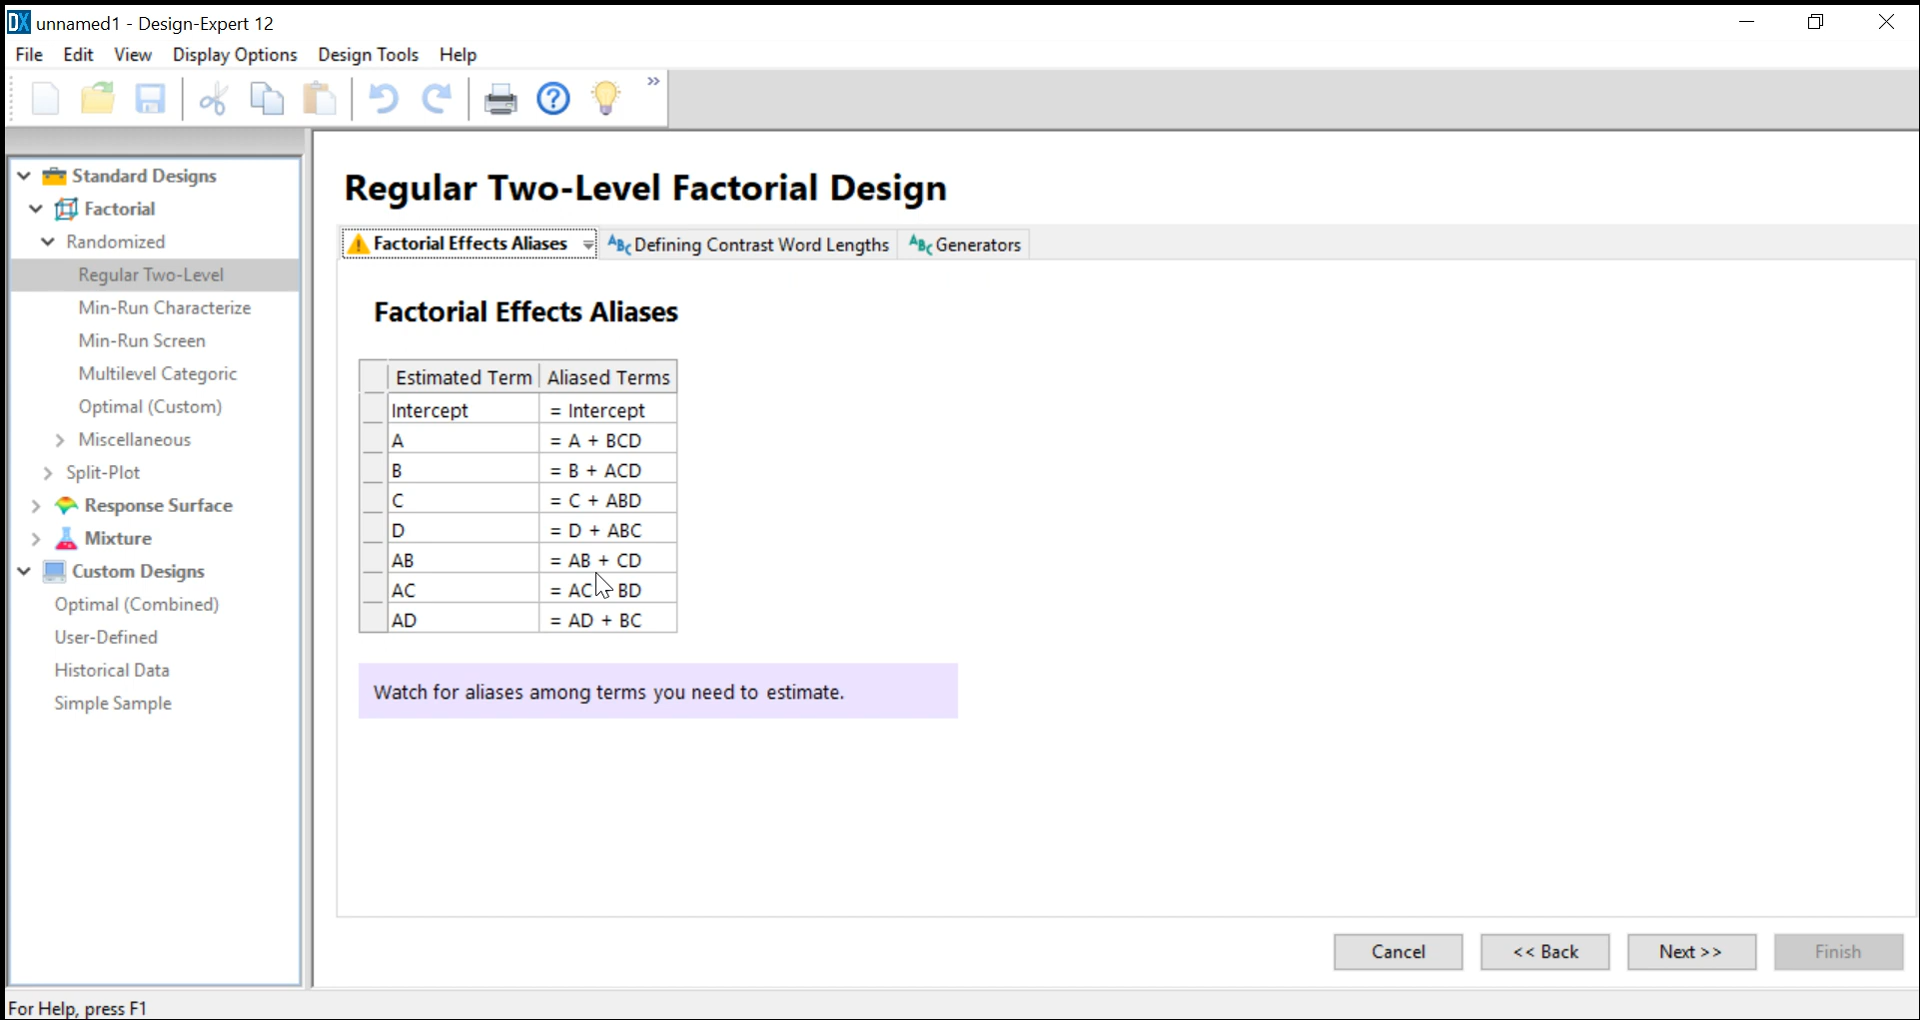 unnamed1 - Design-Expert 12
File Edit View Display Options Design Tools Help
»
Standard Designs
Factorial
Randomized
Regular Two-Level
Min-Run Characterize
Min-Run Screen
Multilevel Categoric
Optimal (Custom)
Miscellaneous
Split-Plot
Response Surface
Mixture
Custom Designs
Optimal (Combined)
User-Defined
Historical Data
Simple Sample
Regular Two-Level Factorial Design
Factorial Effects Aliases Defining Contrast Word Lengths Generators
Factorial Effects Aliases
Estimated Term Aliased Terms
Intercept = Intercept
A = A + BCD
B = B + ACD
C = C + ABD
D = D + ABC
AB = AB + CD
AC = AC BD
AD = AD + BC
Watch for aliases among terms you need to estimate.
Cancel << Back Next >> Finish
For Help, press F1